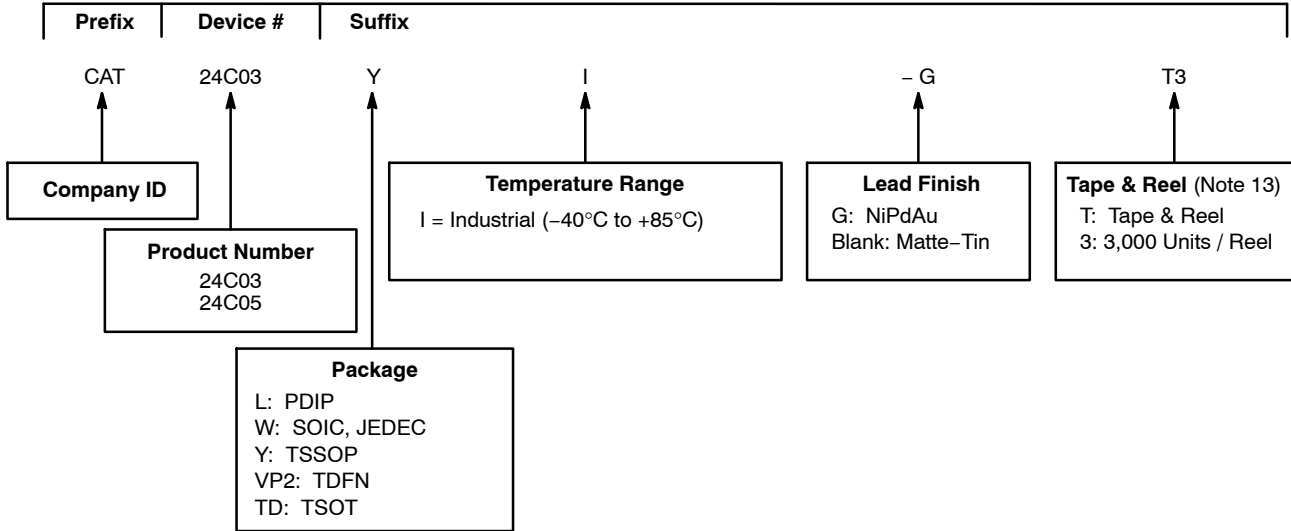 Prefix Device # Suffix
CAT 24C03 Y I – G T3
Company ID
Product Number
24C03
24C05
Package
L: PDIP
W: SOIC, JEDEC
Y: TSSOP
VP2: TDFN
TD: TSOT
Temperature Range
I = Industrial (−40°C to +85°C)
Lead Finish
G: NiPdAu
Blank: Matte−Tin
Tape & Reel (Note 13)
T: Tape & Reel
3: 3,000 Units / Reel